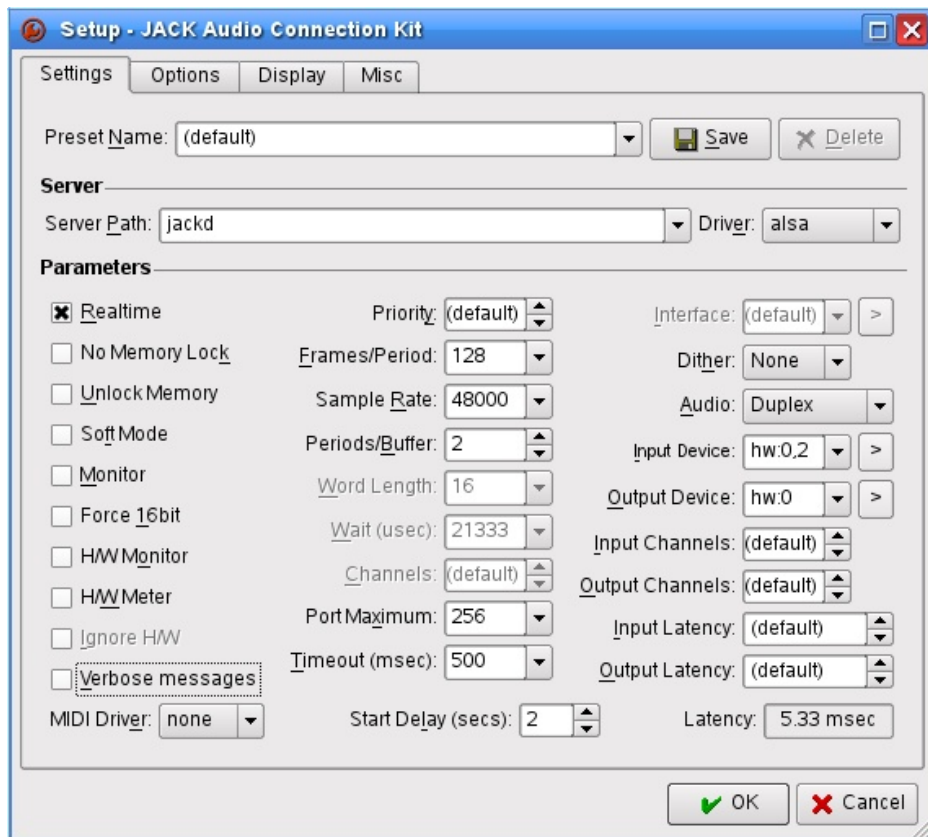 Setup - JACK Audio Connection Kit
Settings Options Display Misc
Preset Name: (default) Save Delete
Server
Server Path: jackd Driver: alsa
Parameters
Realtime Priority: (default) Interface: (default) >
No Memory Lock Frames/Period: 128 Dither: None
Unlock Memory Sample Rate: 48000 Audio: Duplex
Soft Mode Periods/Buffer: 2 Input Device: hw:0,2 >
Monitor Word Length: 16 Output Device: hw:0 >
Force 16bit Wait (usec): 21333 Input Channels: (default)
H/W Monitor Channels: (default) Output Channels: (default)
H/W Meter Port Maximum: 256 Input Latency: (default)
Ignore H/W Timeout (msec): 500 Output Latency: (default)
Verbose messages
MIDI Driver: none Start Delay (secs): 2 Latency: 5.33 msec
OK Cancel